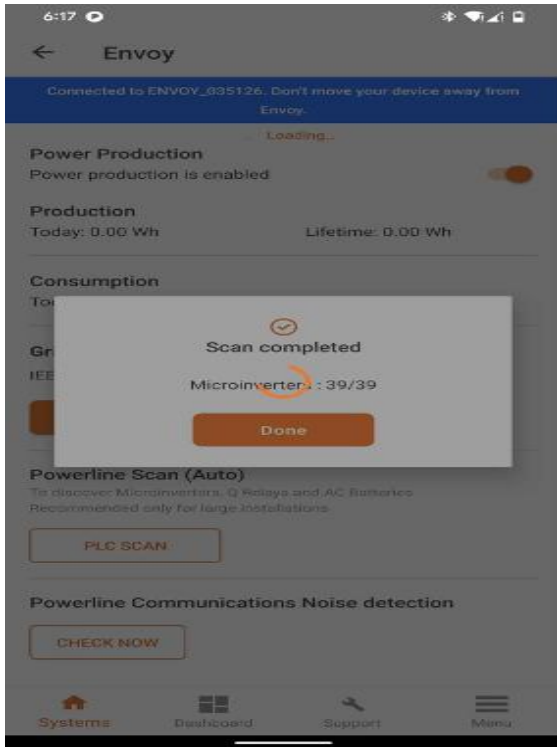 6:17
Envoy
Connected to ENVOY_035126. Don't move your device away from
Envoy.
Loading..
Power Production
Power production is enabled
Production
Today: 0.00 Wh Lifetime: 0.00 Wh
Consumption
Scan completed
Microinverters : 39/39
Done
Powerline Scan (Auto)
To discover Microinverters, Q Relays and AC Batteries
Recommended only for large installations
PLC SCAN
Powerline Communications Noise detection
CHECK NOW
Systems Dashboard Support Menu